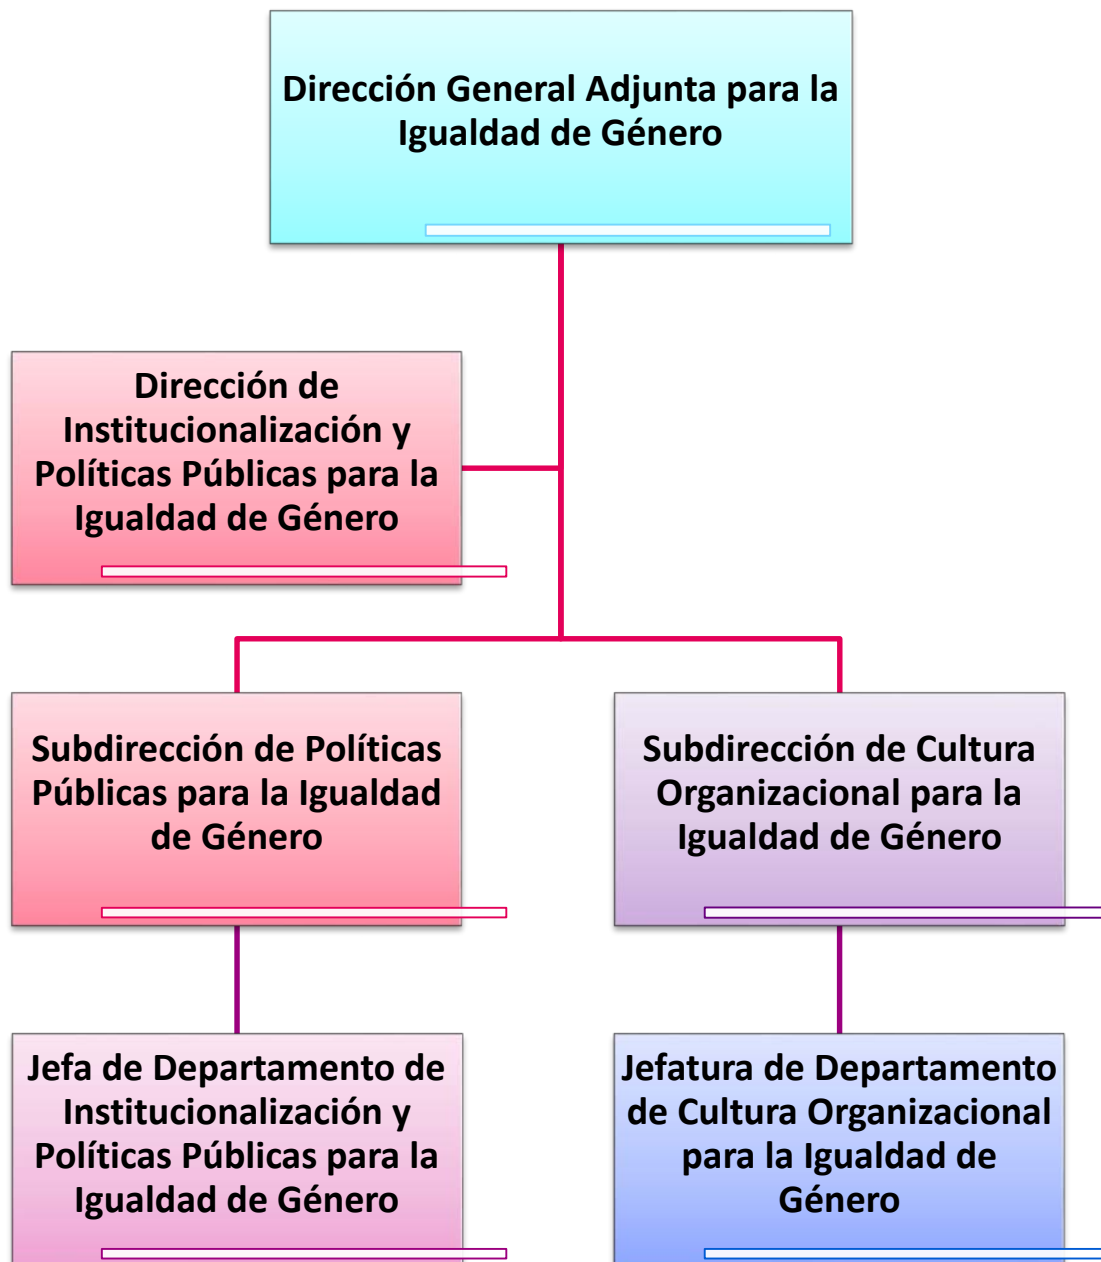 Dirección General Adjunta para la
Igualdad de Género
Dirección de
Institucionalización y
Políticas Públicas para la
Igualdad de Género
Subdirección de Políticas
Públicas para la Igualdad
de Género
Subdirección de Cultura
Organizacional para la
Igualdad de Género
Jefa de Departamento de
Institucionalización y
Políticas Públicas para la
Igualdad de Género
Jefatura de Departamento
de Cultura Organizacional
para la Igualdad de
Género